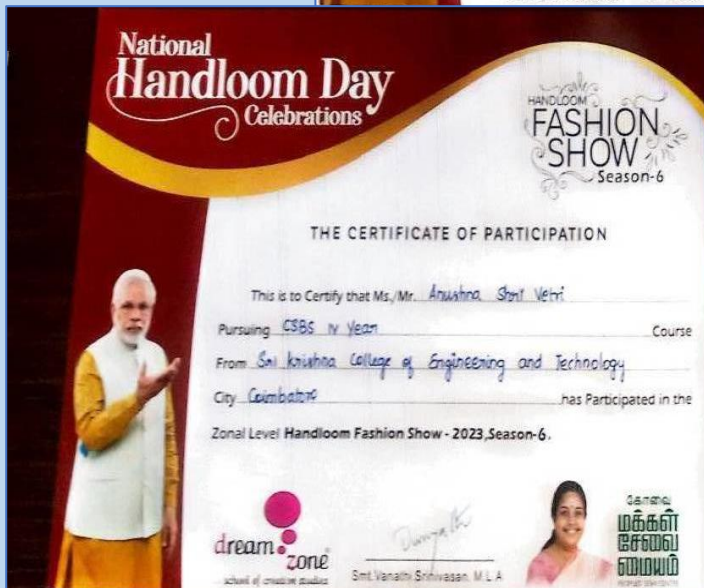 National
Handloom Day
Celebrations
HANDLOOM
FASHION
SHOW
Season-6
THE CERTIFICATE OF PARTICIPATION
This is to Certify that Ms./Mr. Anushna Shri Vetri
Pursuing CSBS IV Year Course
From Sri Krishna College of Engineering and Technology
City Coimbatore has Participated in the
Zonal Level Handloom Fashion Show - 2023,Season-6.
dream zone
school of creative studies
Smt.Vanathi Srinivasan, M.L.A
கோவை
மக்கள்
சேவை
மையம்